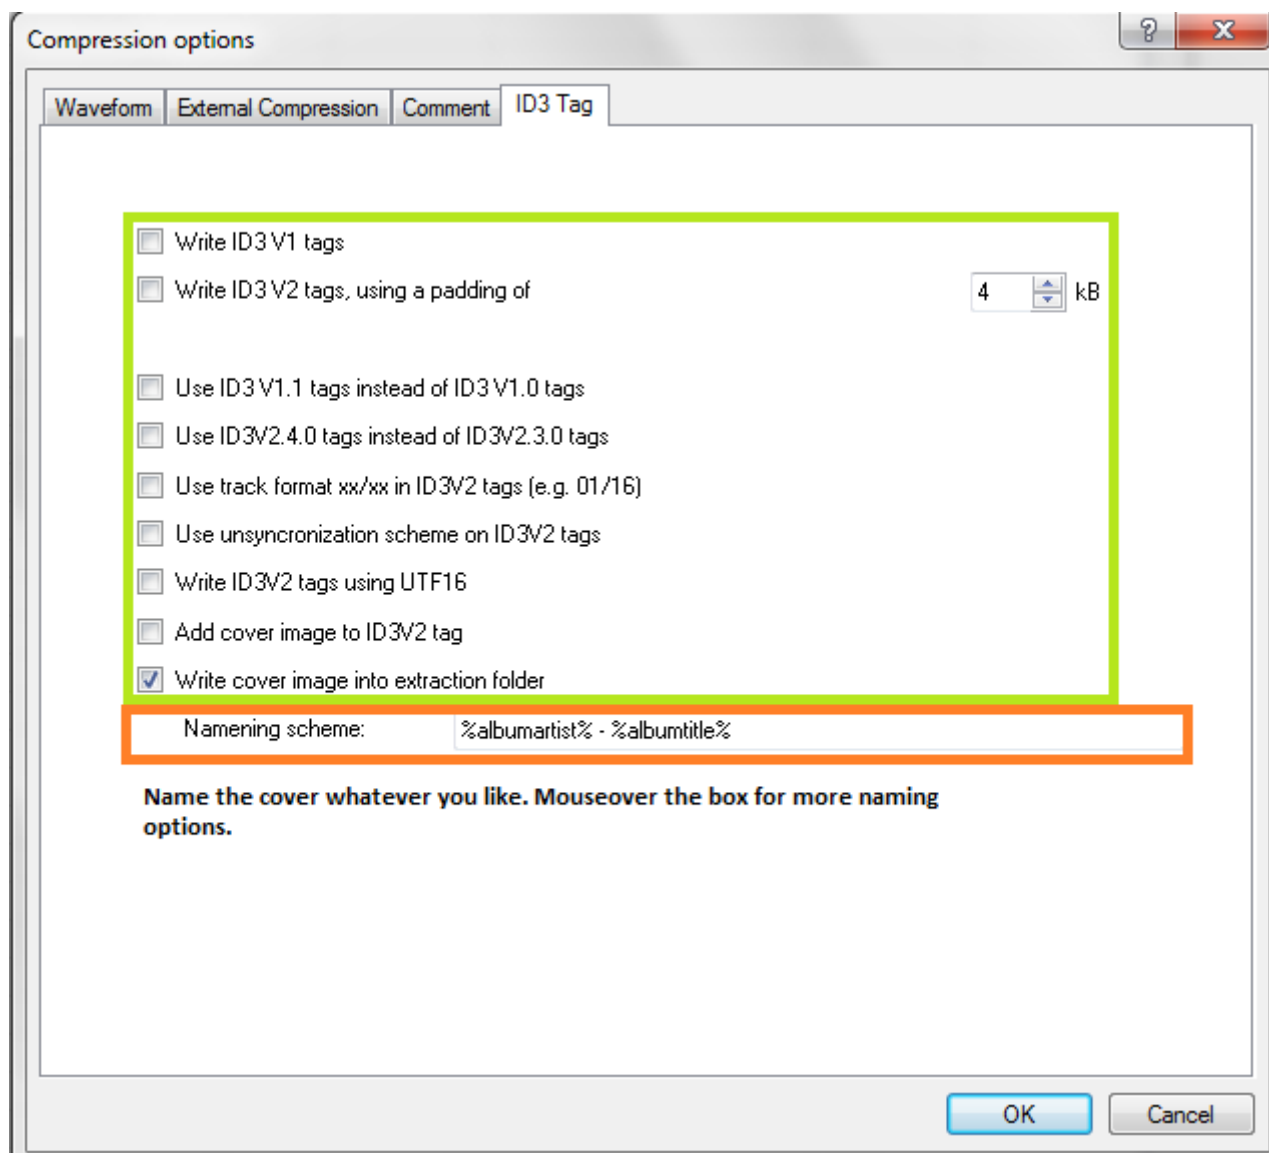 Compression options
Waveform External Compression Comment ID3 Tag
Write ID3 V1 tags
Write ID3 V2 tags, using a padding of 4 kB
Use ID3 V1.1 tags instead of ID3 V1.0 tags
Use ID3V2.4.0 tags instead of ID3V2.3.0 tags
Use track format xx/xx in ID3V2 tags (e.g. 01/16)
Use unsyncronization scheme on ID3V2 tags
Write ID3V2 tags using UTF16
Add cover image to ID3V2 tag
Write cover image into extraction folder
Namening scheme: %albumartist% - %albumtitle%
Name the cover whatever you like. Mouseover the box for more naming
options.
OK Cancel